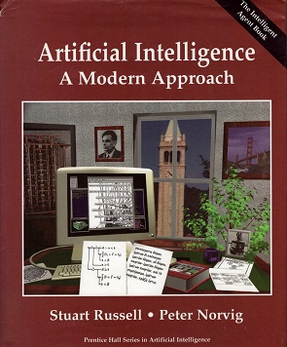 The Intelligent
Agent Book
Artificial Intelligence
A Modern Approach
Stuart Russell • Peter Norvig
Prentice Hall Series in Artificial Intelligence